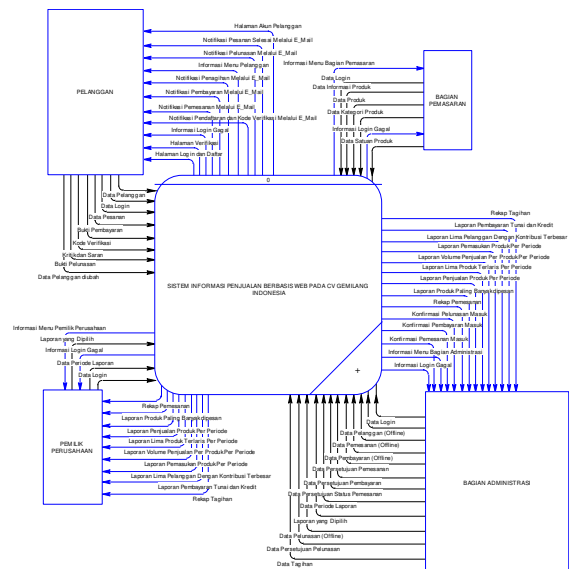 Halaman Akun Pelanggan
Notifikasi Pesanan Selesai Melalui E_Mail
Notifikasi Pelunasan Melalui E_Mail
Informasi Menu Pelanggan
Notifikasi Penagihan Melalui E_Mail
Notifikasi Pembayaran Melalui E_Mail
Notifikasi Pemesanan Melalui E_Mail
Notifikasi Pendaftaran dan Kode Verifikasi Melalui E_Mail
Informasi Login Gagal
Halaman Verifikasi
Halaman Login dan Daftar
PELANGGAN
Informasi Menu Bagian Pemasaran
Data Login
Data Informasi Produk
Data Produk
Data Kategori Produk
Informasi Login Gagal
Data Satuan Produk
BAGIAN
PEMASARAN
Data Pelanggan
Data Login
Data Pesanan
Bukti Pembayaran
Kode Verifikasi
Kritikdan Saran
Bukti Pelunasan
Data Pelanggan diubah
0
SISTEM INFORMASI PENJUALAN BERBASIS WEB PADA CV GEMILANG
INDONESIA
+
Rekap Tagihan
Laporan Pembayaran Tunai dan Kredit
Laporan Lima Pelanggan Dengan Kontribusi Terbesar
Laporan Pemasukan ProdukPer Periode
Laporan Volume Penjualan Per ProdukPer Periode
Laporan Lima Produk Terlaris Per Periode
Laporan Penjualan Produk Per Periode
Laporan Produk Paling Banyak dipesan
Rekap Pemesanan
Konfirmasi Pelunasan Masuk
Konfirmasi Pembayaran Masuk
Konfirmasi Pemesanan Masuk
Informasi Menu Bagian Administrasi
Informasi Login Gagal
Informasi Menu Pemilik Perusahaan
Laporan yang Dipilih
Informasi Login Gagal
Data Periode Laporan
Data Login
PEMILIK
PERUSAHAAN
Rekap Pemesanan
Laporan Produk Paling Banyak dipesan
Laporan Penjualan Produk Per Periode
Laporan Lima Produk Terlaris Per Periode
Laporan Volume Penjualan Per ProdukPer Periode
Laporan Pemasukan ProdukPer Periode
Laporan Lima Pelanggan Dengan Kontribusi Terbesar
Laporan Pembayaran Tunai dan Kredit
Rekap Tagihan
Data Login
Data Pelanggan (Offline)
Data Pemesanan (Offline)
Data Pembayaran (Offline)
Data Persetujuan Pemesanan
Data Persetujuan Pembayaran
Data Persetujuan Status Pemesanan
Data Periode Laporan
Laporan yang Dipilih
Data Pelunasan (Offline)
Data Persetujuan Pelunasan
Data Tagihan
BAGIAN ADMINISTRASI